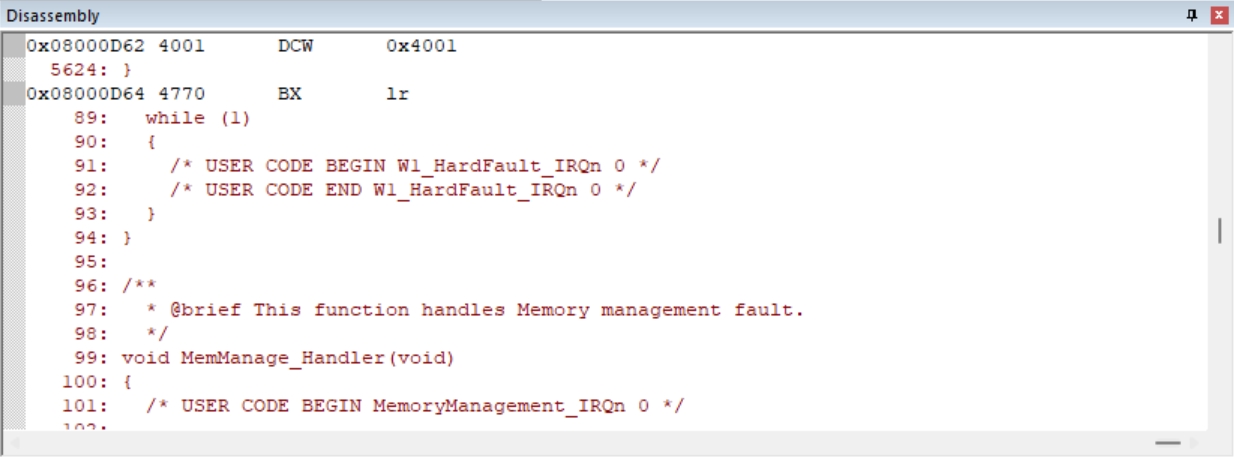 Disassembly
0x08000D62 4001 DCW 0x4001
5624: }
0x08000D64 4770 BX lr
89: while (1)
90: {
91: /* USER CODE BEGIN W1_HardFault_IRQn 0 */
92: /* USER CODE END W1_HardFault_IRQn 0 */
93: }
94: }
95:
96: /**
97: * @brief This function handles Memory management fault.
98: */
99: void MemManage_Handler(void)
100: {
101: /* USER CODE BEGIN MemoryManagement_IRQn 0 */
102: